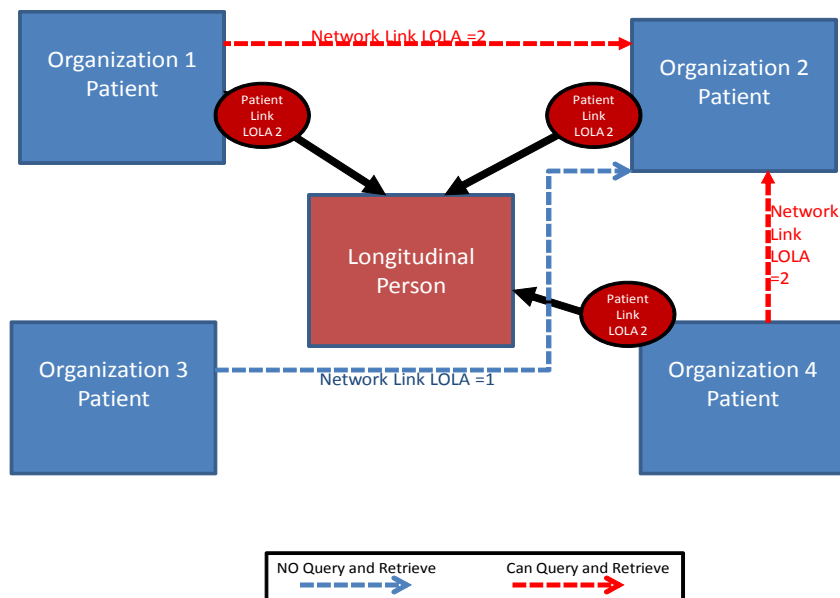 Network Link LOLA =2
Organization 1
Patient
Organization 2
Patient
Patient
Link
LOLA 2
Patient
Link
LOLA 2
Longitudinal
Person
Network
Link
LOLA
=2
Patient
Link
LOLA 2
Organization 3
Patient
Network Link LOLA =1
Organization 4
Patient
NO Query and Retrieve
Can Query and Retrieve